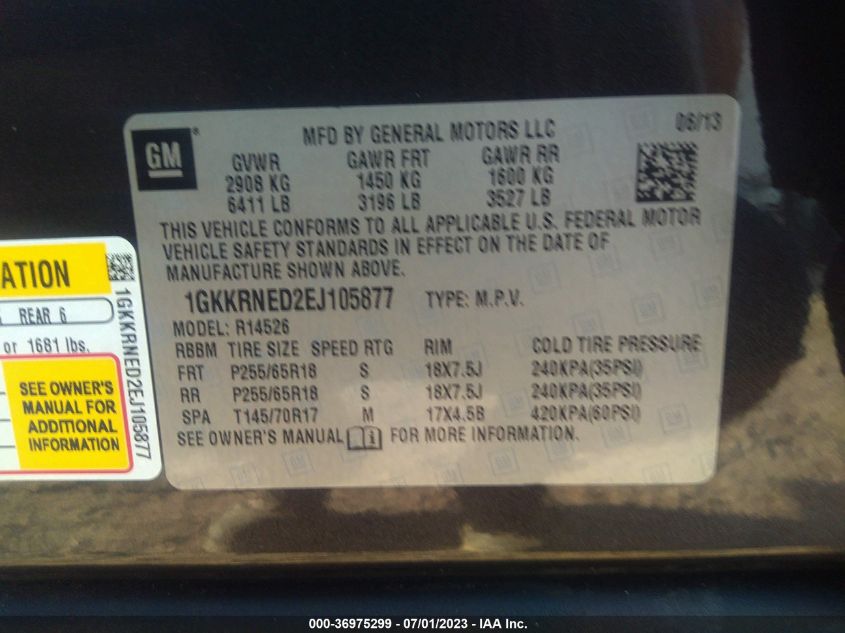 GM
MFD BY GENERAL MOTORS LLC 06/13
GVWR GAWR FRT GAWR RR
2908 KG 1450 KG 1600 KG
6411 LB 3196 LB 3527 LB
THIS VEHICLE CONFORMS TO ALL APPLICABLE U.S. FEDERAL MOTOR
VEHICLE SAFETY STANDARDS IN EFFECT ON THE DATE OF
MANUFACTURE SHOWN ABOVE.
1GKKRNED2EJ105877 TYPE: M.P.V.
MODEL: R14526
RBBM TIRE SIZE SPEED RTG RIM COLD TIRE PRESSURE
FRT P255/65R18 S 18X7.5J 240KPA(35PSI)
RR P255/65R18 S 18X7.5J 240KPA(35PSI)
SPA T145/70R17 M 17X4.5B 420KPA(60PSI)
SEE OWNER'S MANUAL FOR MORE INFORMATION.
ATION
REAR 6
or 1681 lbs.
SEE OWNER'S
MANUAL FOR
ADDITIONAL
INFORMATION
1GKKRNED2EJ105877
000-36975299 - 07/01/2023 - IAA Inc.